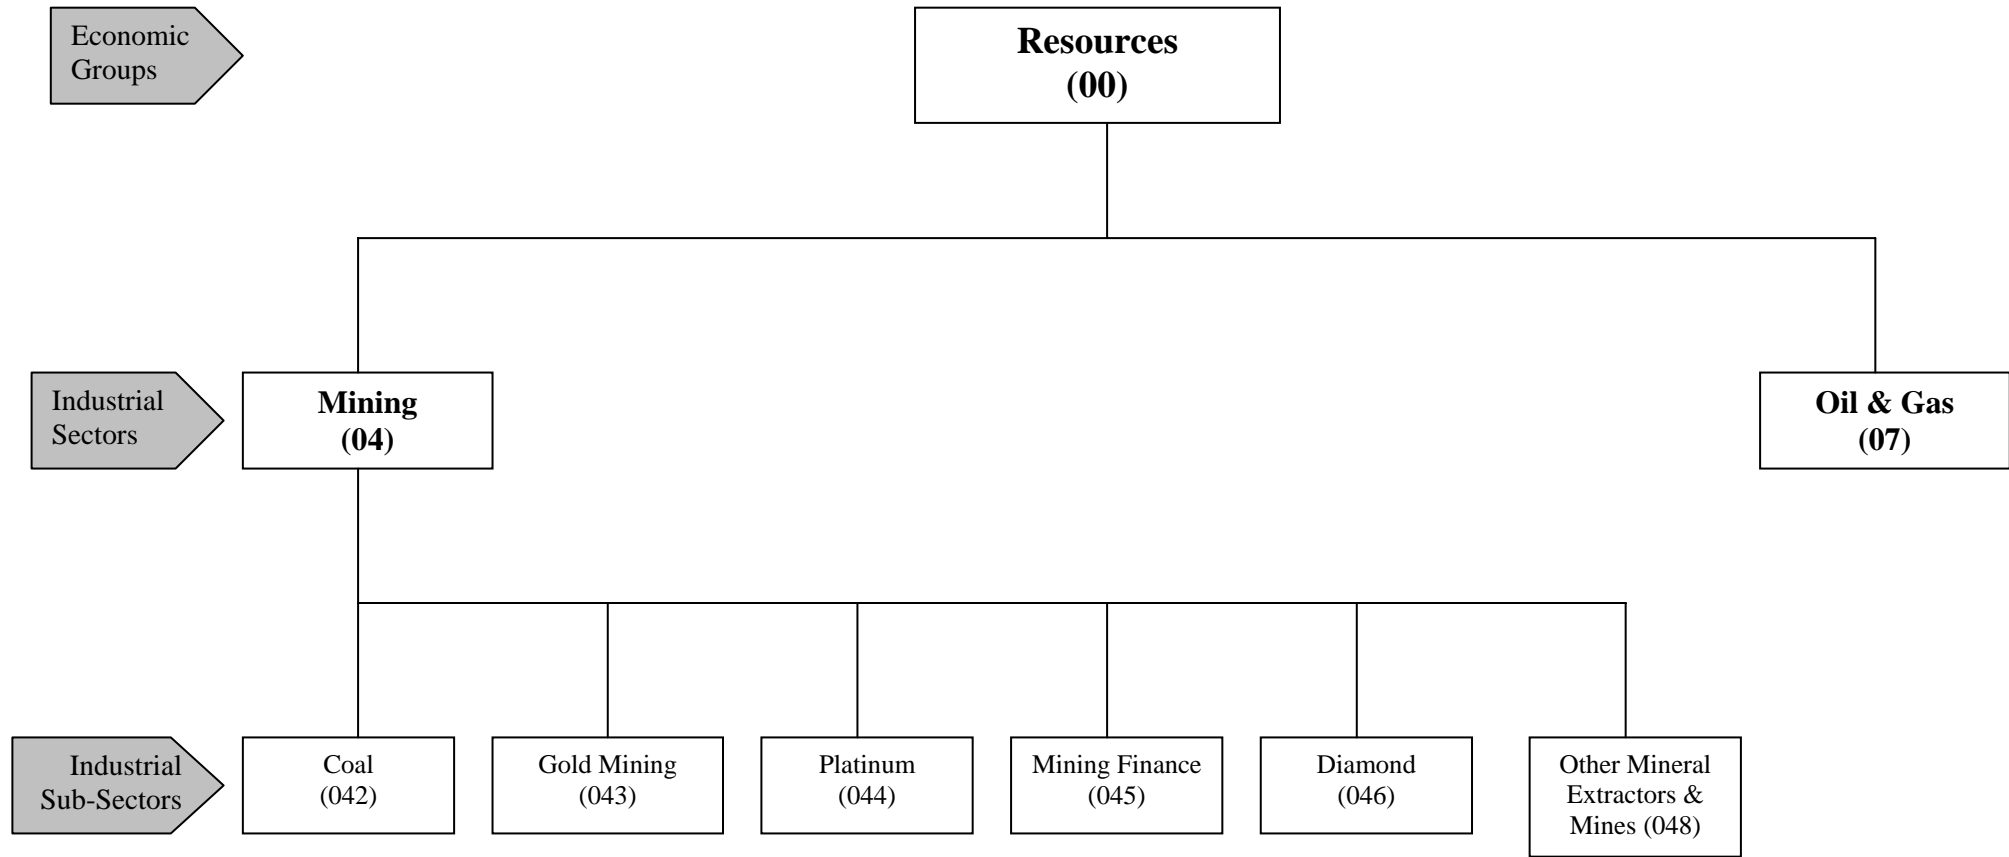 Economic
Groups
Resources
(00)
Industrial
Sectors
Mining
(04)
Oil & Gas
(07)
Industrial
Sub-Sectors
Coal
(042)
Gold Mining
(043)
Platinum
(044)
Mining Finance
(045)
Diamond
(046)
Other Mineral
Extractors &
Mines (048)